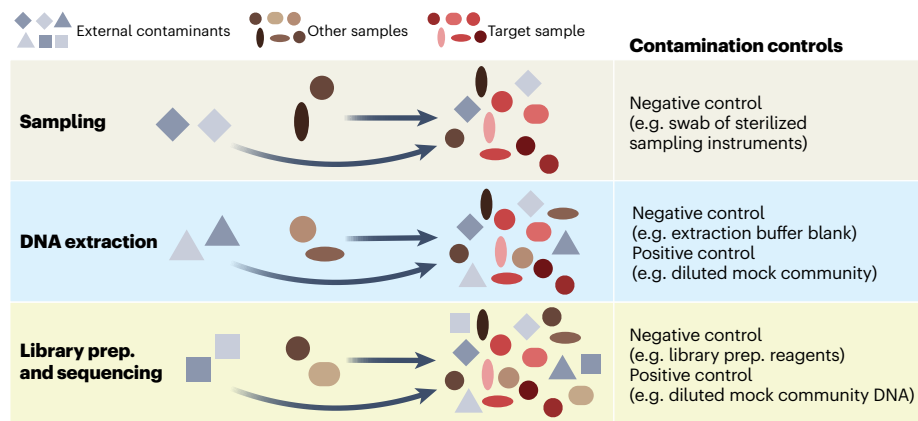 External contaminants
Other samples
Target sample
Contamination controls
Sampling
Negative control
(e.g. swab of sterilized
sampling instruments)
DNA extraction
Negative control
(e.g. extraction buffer blank)
Positive control
(e.g. diluted mock community)
Library prep.
and sequencing
Negative control
(e.g. library prep. reagents)
Positive control
(e.g. diluted mock community DNA)